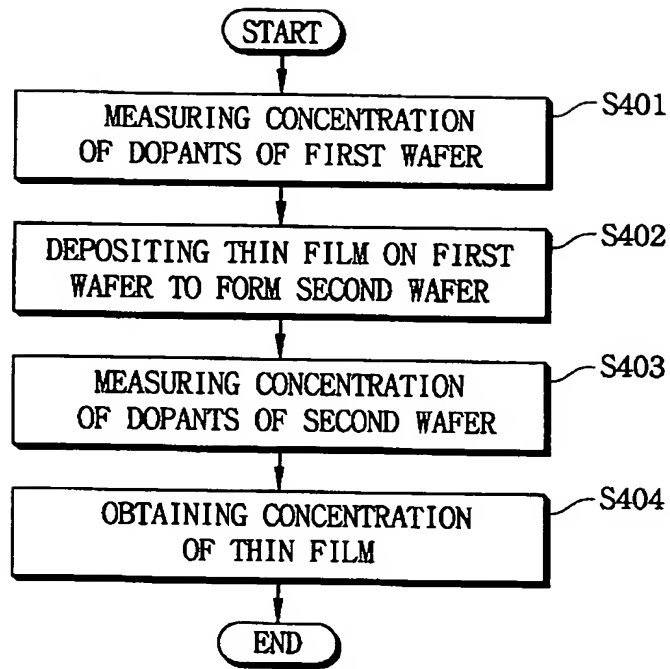 START
MEASURING CONCENTRATION
OF DOPANTS OF FIRST WAFER
S401
DEPOSITING THIN FILM ON FIRST
WAFER TO FORM SECOND WAFER
S402
MEASURING CONCENTRATION
OF DOPANTS OF SECOND WAFER
S403
OBTAINING CONCENTRATION
OF THIN FILM
S404
END